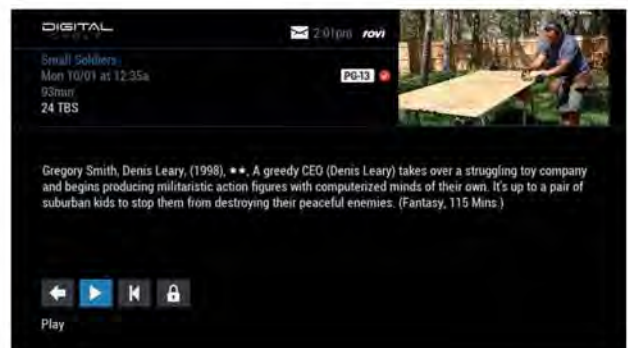 DIGITAL
2:01pm rovi
Small Soldiers
Mon 10/01 at 12:35a
PG-13
93min
24 TBS
Gregory Smith, Denis Leary, (1998), ★★, A greedy CEO (Denis Leary) takes over a struggling toy company
and begins producing militaristic action figures with computerized minds of their own. It's up to a pair of
suburban kids to stop them from destroying their peaceful enemies. (Fantasy, 115 Mins.)
Play